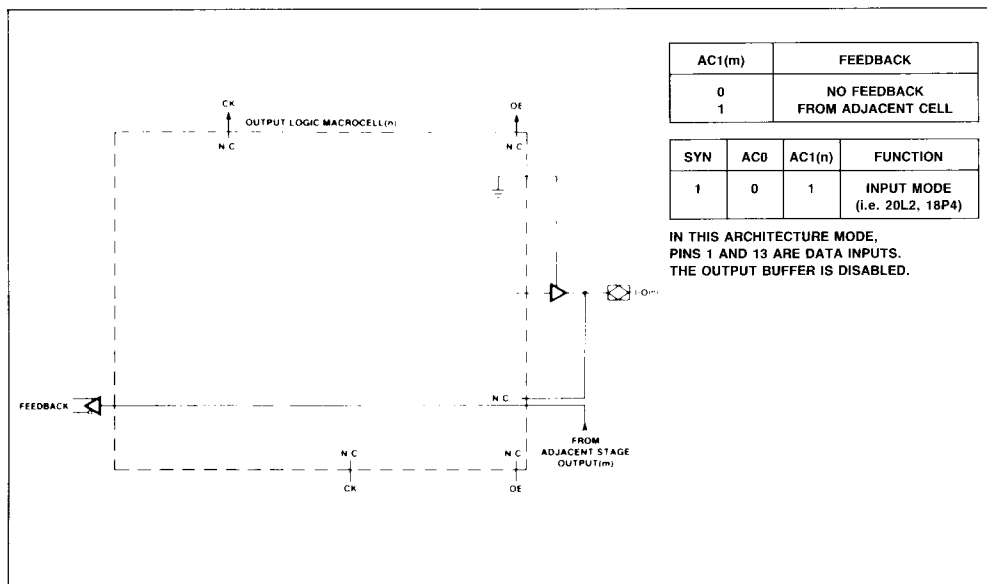 AC1(m) FEEDBACK
0 NO FEEDBACK
1 FROM ADJACENT CELL
SYN AC0 AC1(n) FUNCTION
1 0 1 INPUT MODE
(i.e. 20L2, 18P4)
IN THIS ARCHITECTURE MODE,
PINS 1 AND 13 ARE DATA INPUTS.
THE OUTPUT BUFFER IS DISABLED.
CK
OE
OUTPUT LOGIC MACROCELL(n)
N C
N C
N C
FEEDBACK
FROM
ADJACENT STAGE
OUTPUT(m)
N C
N C
CK
OE